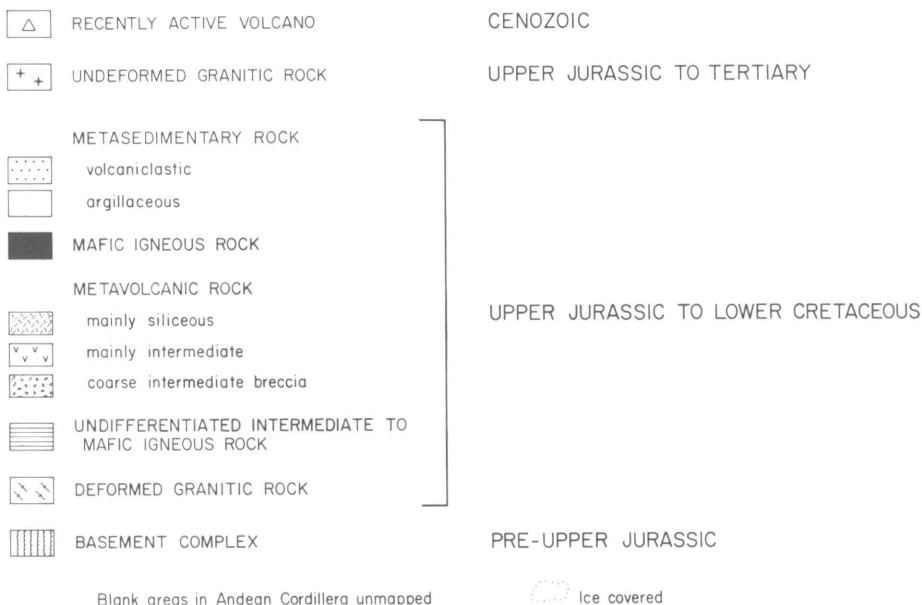 RECENTLY ACTIVE VOLCANO CENOZOIC
UNDEFORMED GRANITIC ROCK UPPER JURASSIC TO TERTIARY
METASEDIMENTARY ROCK
volcaniclastic
argillaceous
MAFIC IGNEOUS ROCK
METAVOLCANIC ROCK
mainly siliceous
UPPER JURASSIC TO LOWER CRETACEOUS
mainly intermediate
coarse intermediate breccia
UNDIFFERENTIATED INTERMEDIATE TO
MAFIC IGNEOUS ROCK
DEFORMED GRANITIC ROCK
BASEMENT COMPLEX PRE-UPPER JURASSIC
Blank areas in Andean Cordillera unmapped Ice covered